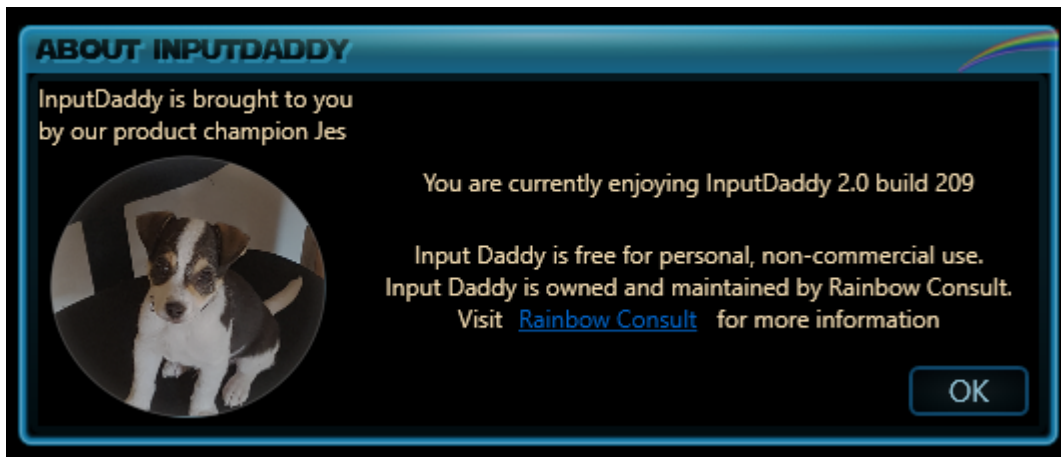 ABOUT INPUTDADDY
InputDaddy is brought to you
by our product champion Jes
You are currently enjoying InputDaddy 2.0 build 209
Input Daddy is free for personal, non-commercial use.
Input Daddy is owned and maintained by Rainbow Consult.
Visit Rainbow Consult for more information
OK